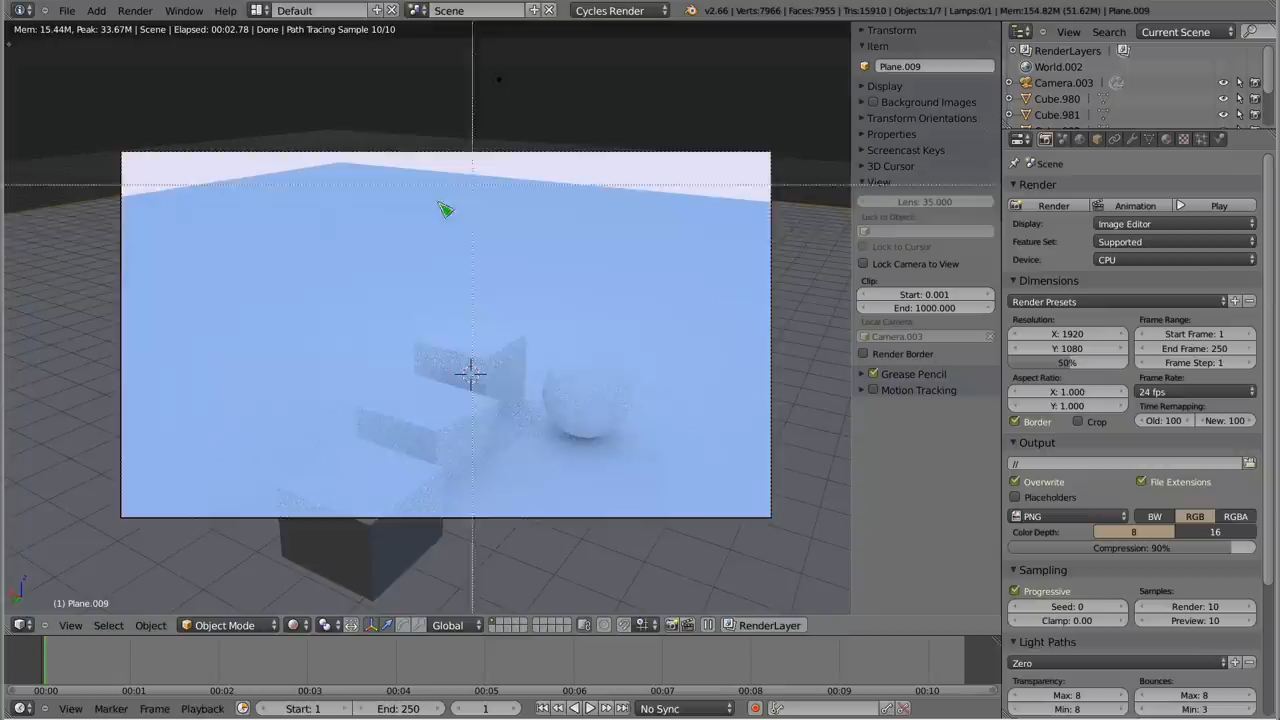 File Add Render Window Help Default Scene Cycles Render v2.66 | Verts:7966 | Faces:7955 | Tris:15910 | Objects:1/7 | Lamps:0/1 | Mem:154.82M (51.62M) | Plane.009
Mem: 15.44M, Peak: 33.67M | Scene | Elapsed: 00:02.78 | Done | Path Tracing Sample 10/10
(1) Plane.009
View Select Object Object Mode Global RenderLayer
Transform
Item
Plane.009
Display
Background Images
Transform Orientations
Properties
Screencast Keys
3D Cursor
View
Lens: 35.000
Lock to Object:
Lock to Cursor
Lock Camera to View
Clip:
Start: 0.001
End: 1000.000
Local Camera:
Camera.003
Render Border
Grease Pencil
Motion Tracking
View Search Current Scene
RenderLayers
World.002
Camera.003
Cube.980
Cube.981
Scene
Render
Render Animation Play
Display: Image Editor
Feature Set: Supported
Device: CPU
Dimensions
Render Presets
Resolution: Frame Range:
X: 1920 Start Frame: 1
Y: 1080 End Frame: 250
50% Frame Step: 1
Aspect Ratio: Frame Rate:
X: 1.000 24 fps
Y: 1.000 Time Remapping:
Border Crop Old: 100 New: 100
Output
//
Overwrite File Extensions
Placeholders
PNG BW RGB RGBA
Color Depth: 8 16
Compression: 90%
Sampling
Progressive Samples:
Seed: 0 Render: 10
Clamp: 0.00 Preview: 10
Light Paths
Zero
Transparency: Bounces:
Max: 8 Max: 8
Min: 8 Min: 3
00:00 00:01 00:02 00:03 00:04 00:05 00:06 00:07 00:08 00:09 00:10
View Marker Frame Playback Start: 1 End: 250 1 No Sync